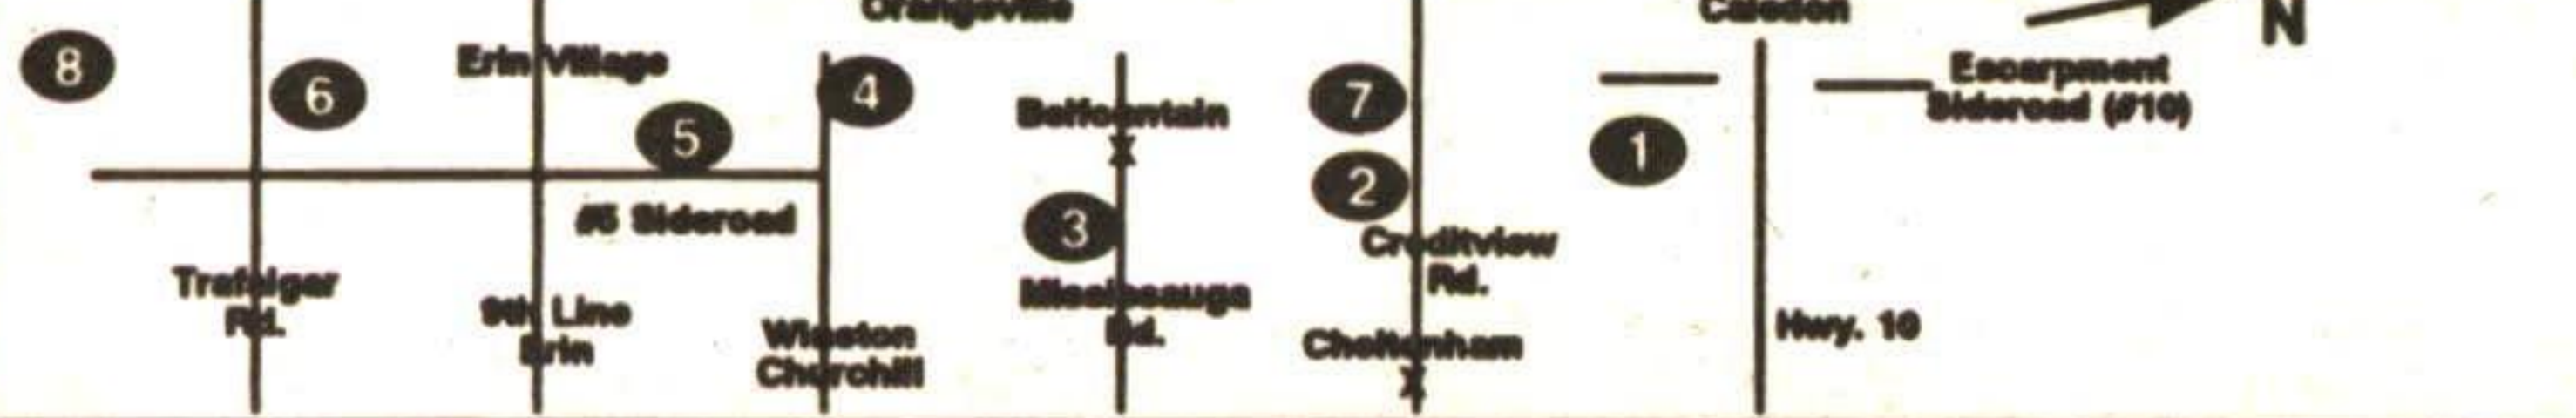 Orangeville
Caledon
N
8
6
Erin Village
5
4
Belfountain
X
7
2
3
1
Escarpment
Sideroad (#10)
#5 Sideroad
Trafalgar
Rd.
9th Line
Erin
Winston
Churchill
Mississauga
Rd.
Creditview
Rd.
Cheltenham
X
Hwy. 10